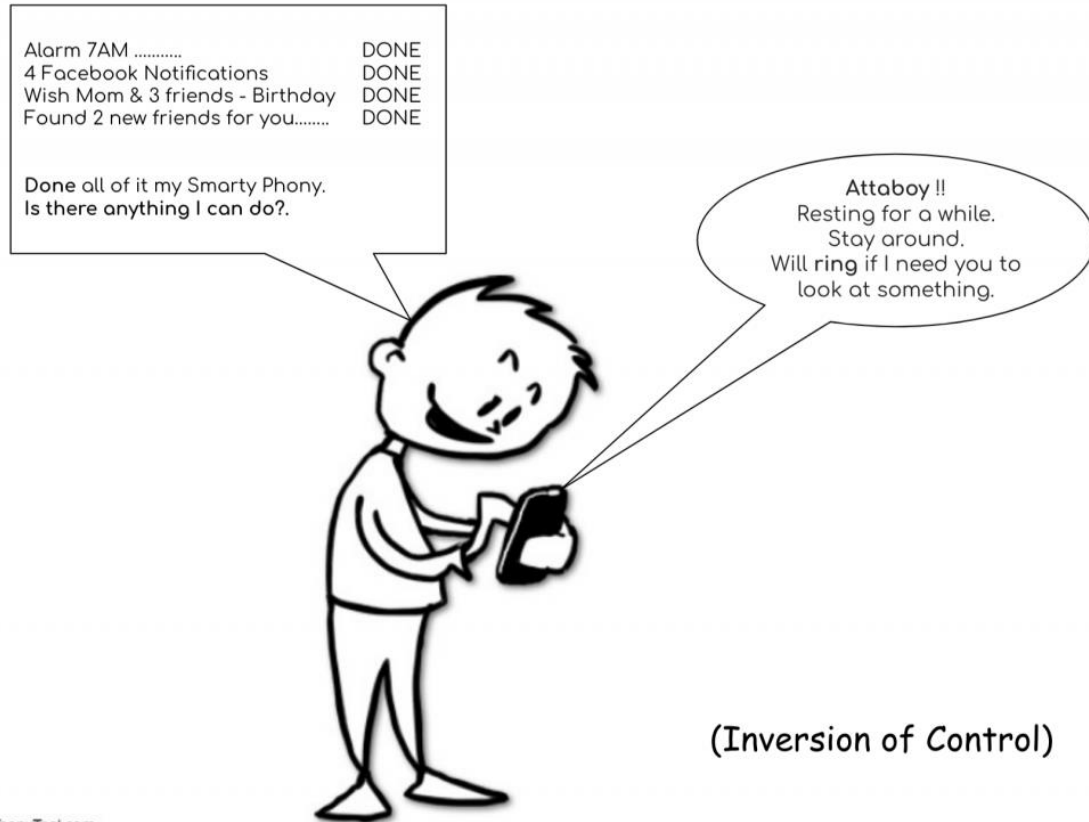 Alarm 7AM ........... DONE
4 Facebook Notifications DONE
Wish Mom & 3 friends - Birthday DONE
Found 2 new friends for you........ DONE
Done all of it my Smarty Phony.
Is there anything I can do?.
Attaboy !!
Resting for a while.
Stay around.
Will ring if I need you to
look at something.
(Inversion of Control)